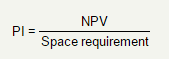 PI = NPV
Space requirement